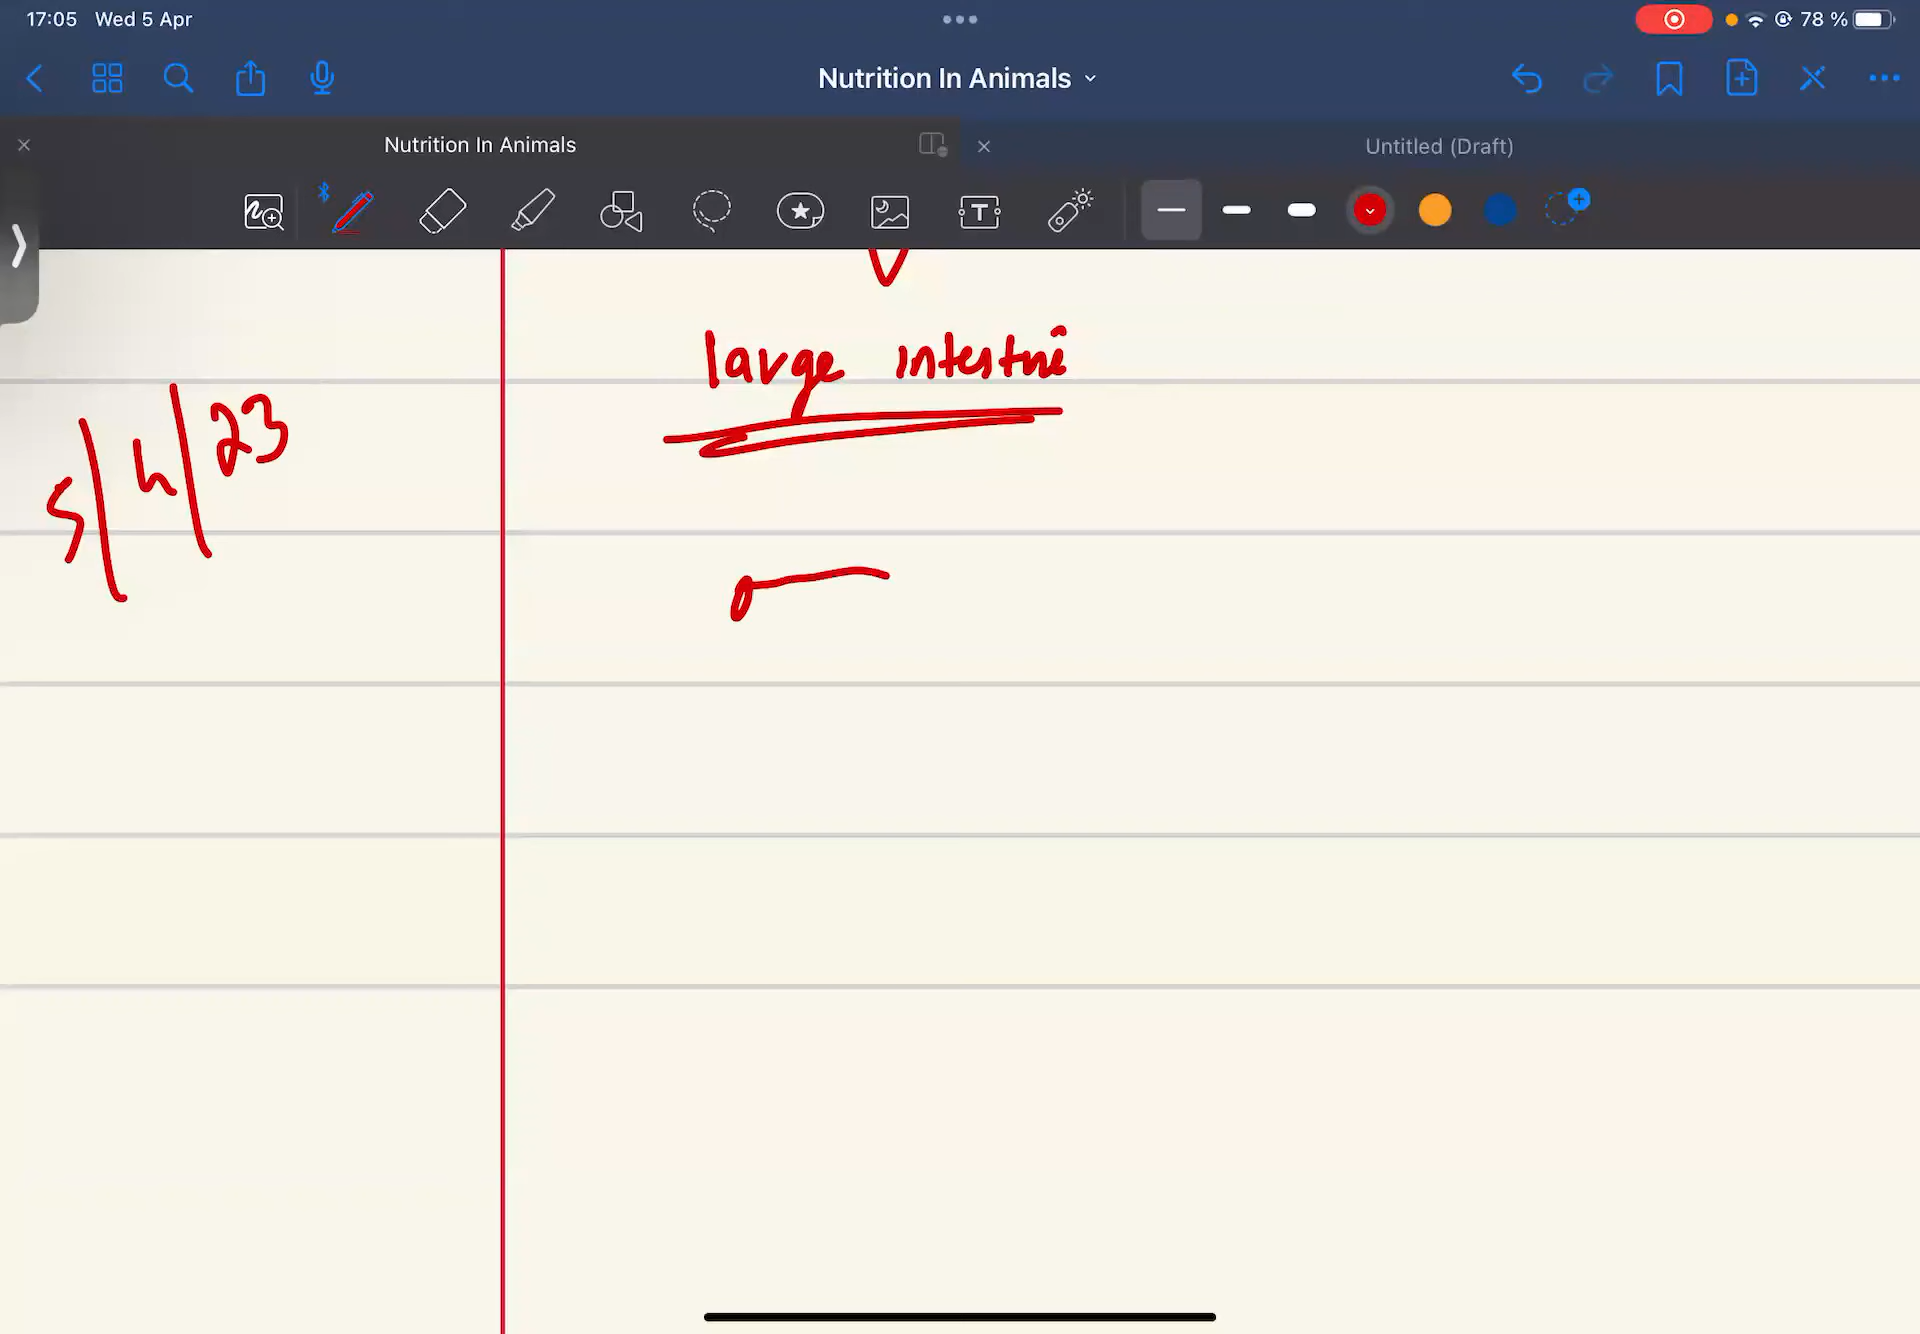 17:05 Wed 5 Apr
78 %
Nutrition In Animals
Nutrition In Animals
Untitled (Draft)
T
large intestine
5/4/23